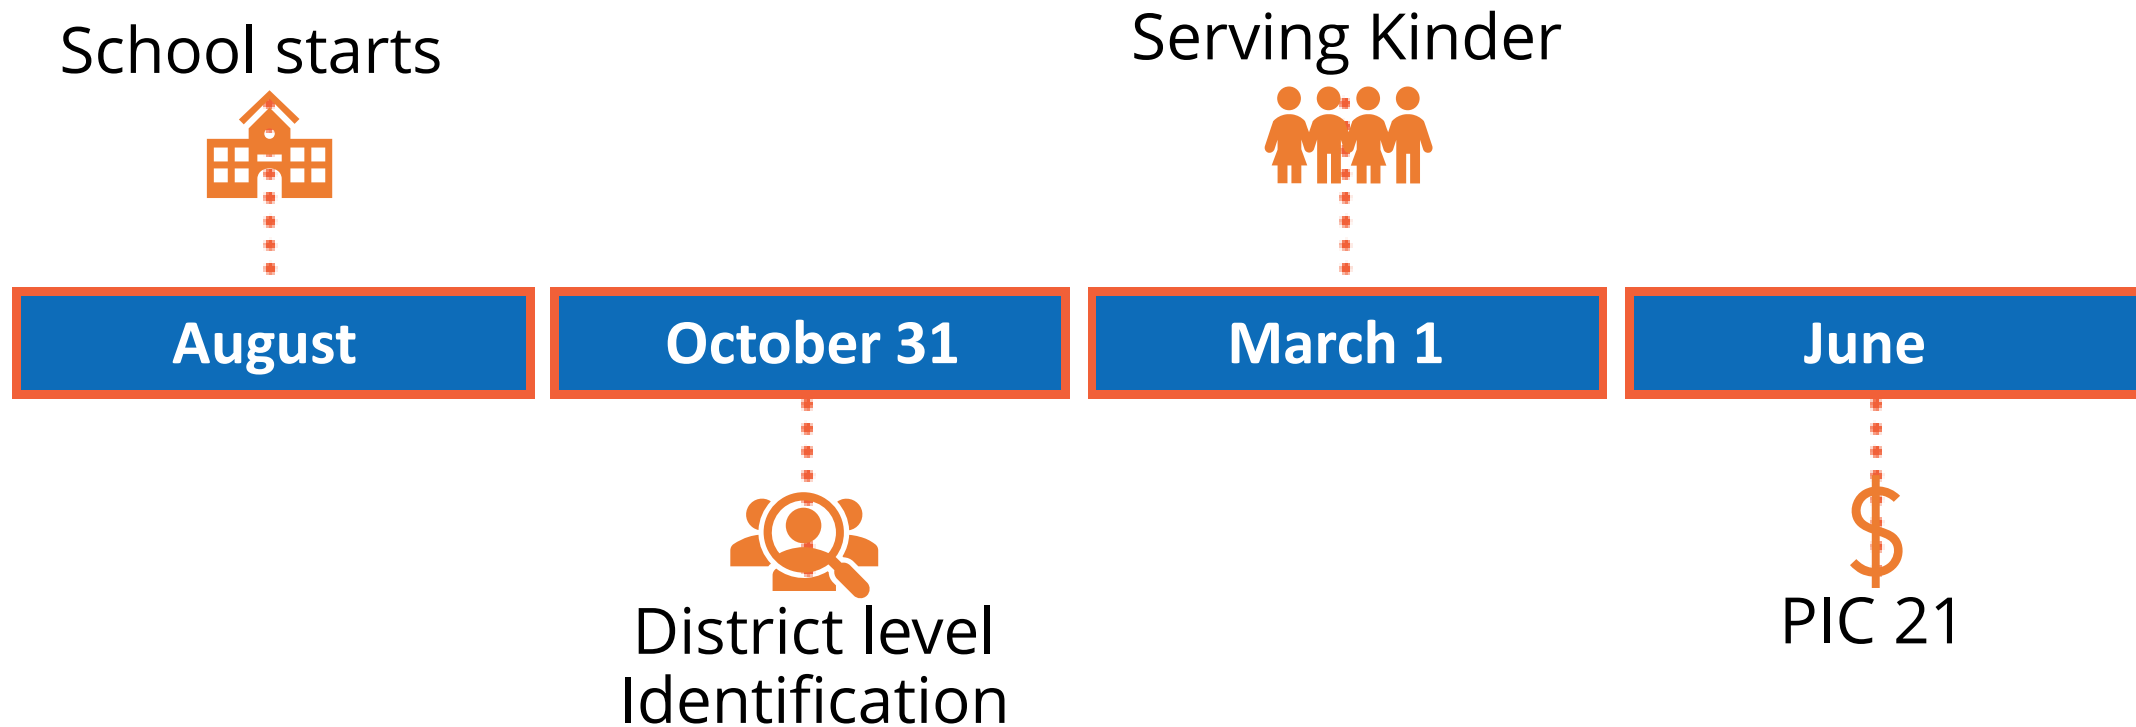 School starts
Serving Kinder
August
October 31
March 1
June
District level
Identification
PIC 21